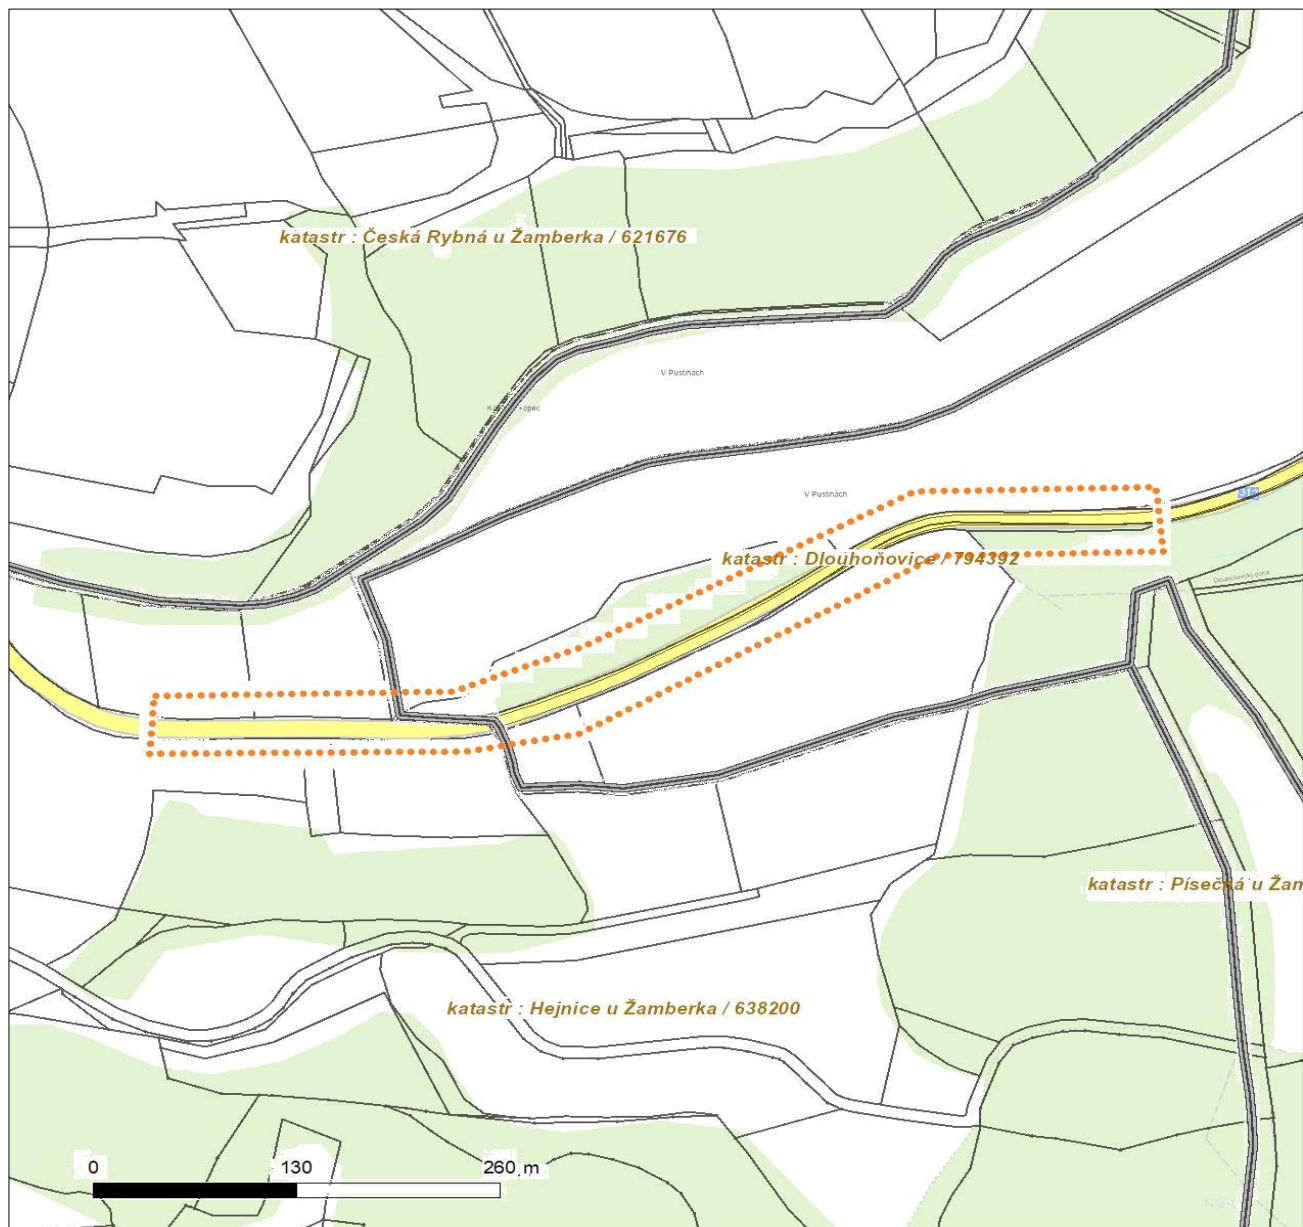 katastr : Česká Rybná u Žamberka / 621676
V Pustinách
V Pustinách
katastr : Dlouhoňovice / 794392
katastr : Písečná u Žam
katastr : Hejnice u Žamberka / 638200
0 130 260 m